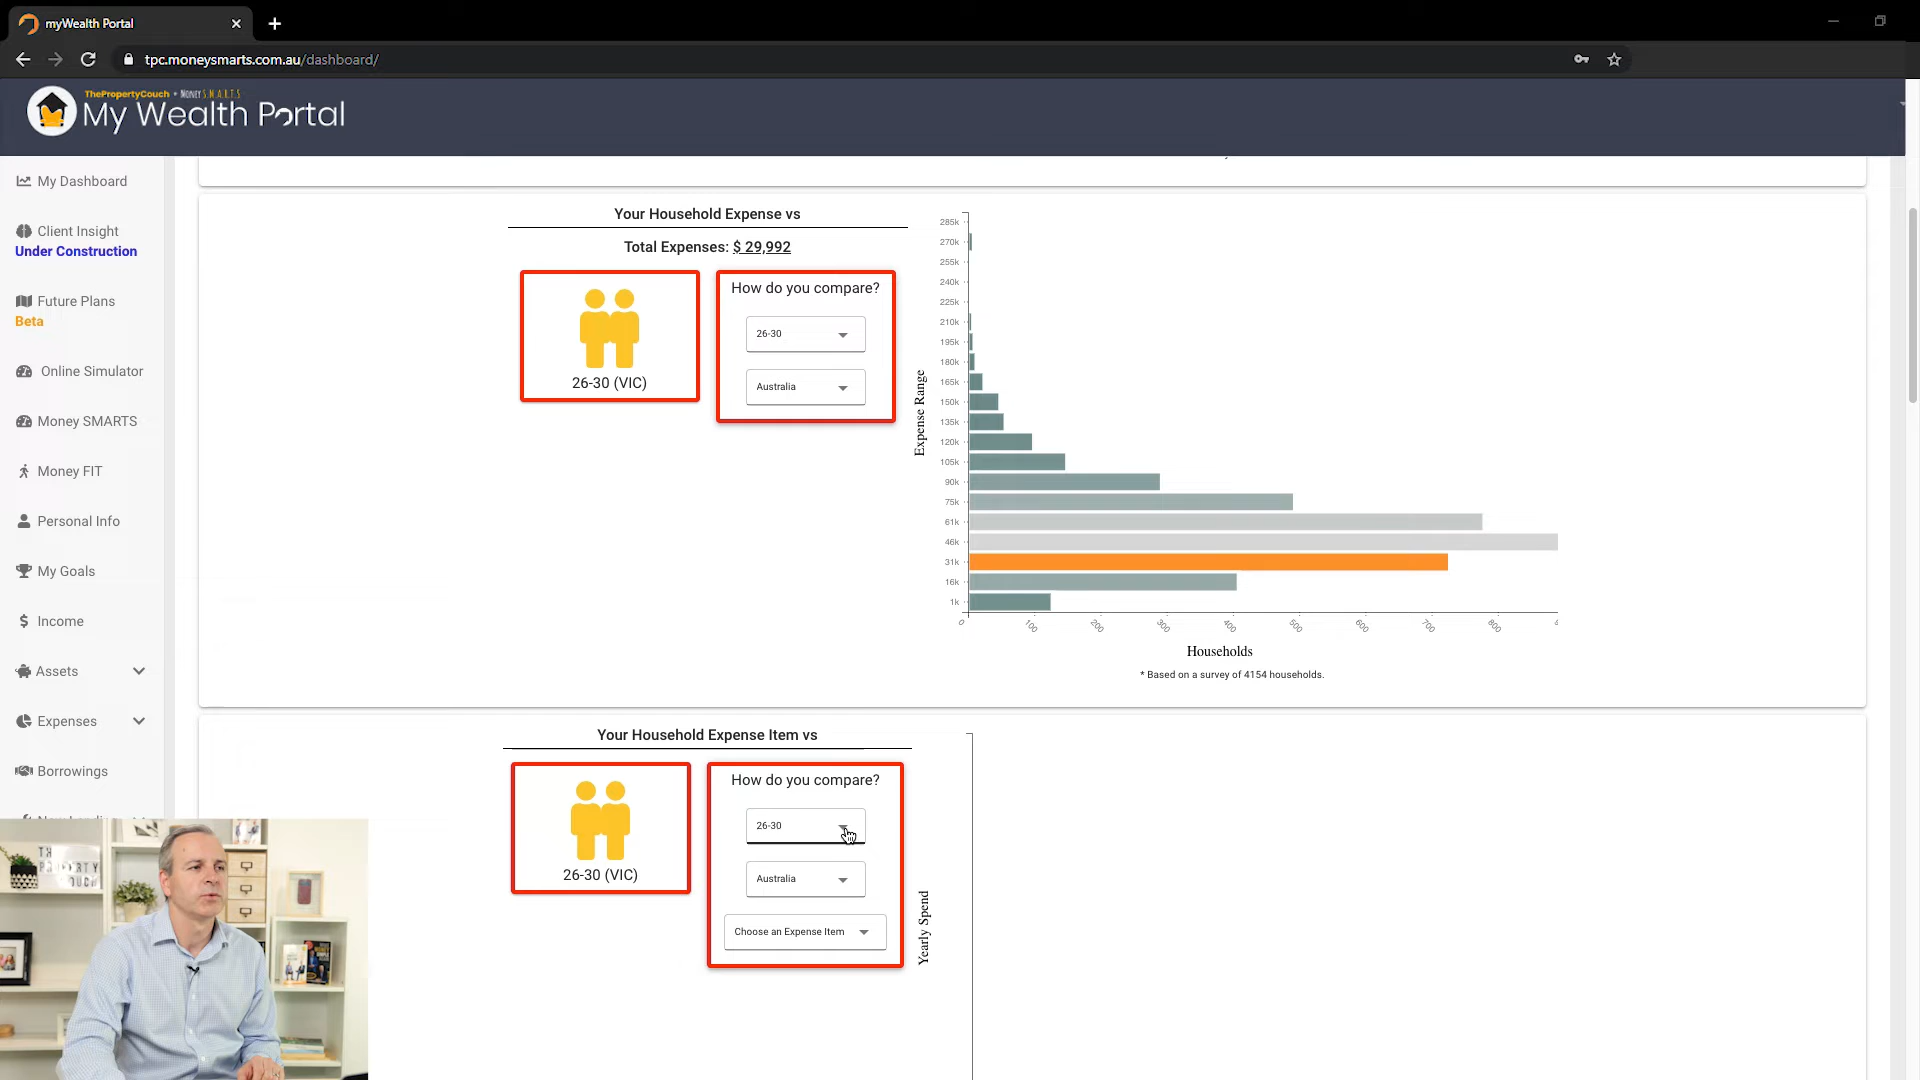 myWealth Portal
tpc.moneysmarts.com.au/dashboard/
ThePropertyCouch • MONEY SMARTS
My Wealth Portal
My Dashboard
Client Insight
Under Construction
Future Plans
Beta
Online Simulator
Money SMARTS
Money FIT
Personal Info
My Goals
$ Income
Assets
Expenses
Borrowings
Your Household Expense vs
Total Expenses: $ 29,992
26-30 (VIC)
How do you compare?
26-30
Australia
Expense Range
285k
270k
255k
240k
225k
210k
195k
180k
165k
150k
135k
120k
105k
90k
75k
61k
46k
31k
16k
1k
0
100
200
300
400
500
600
700
800
Households
* Based on a survey of 4154 households.
Your Household Expense Item vs
26-30 (VIC)
How do you compare?
26-30
Australia
Choose an Expense Item
Yearly Spend